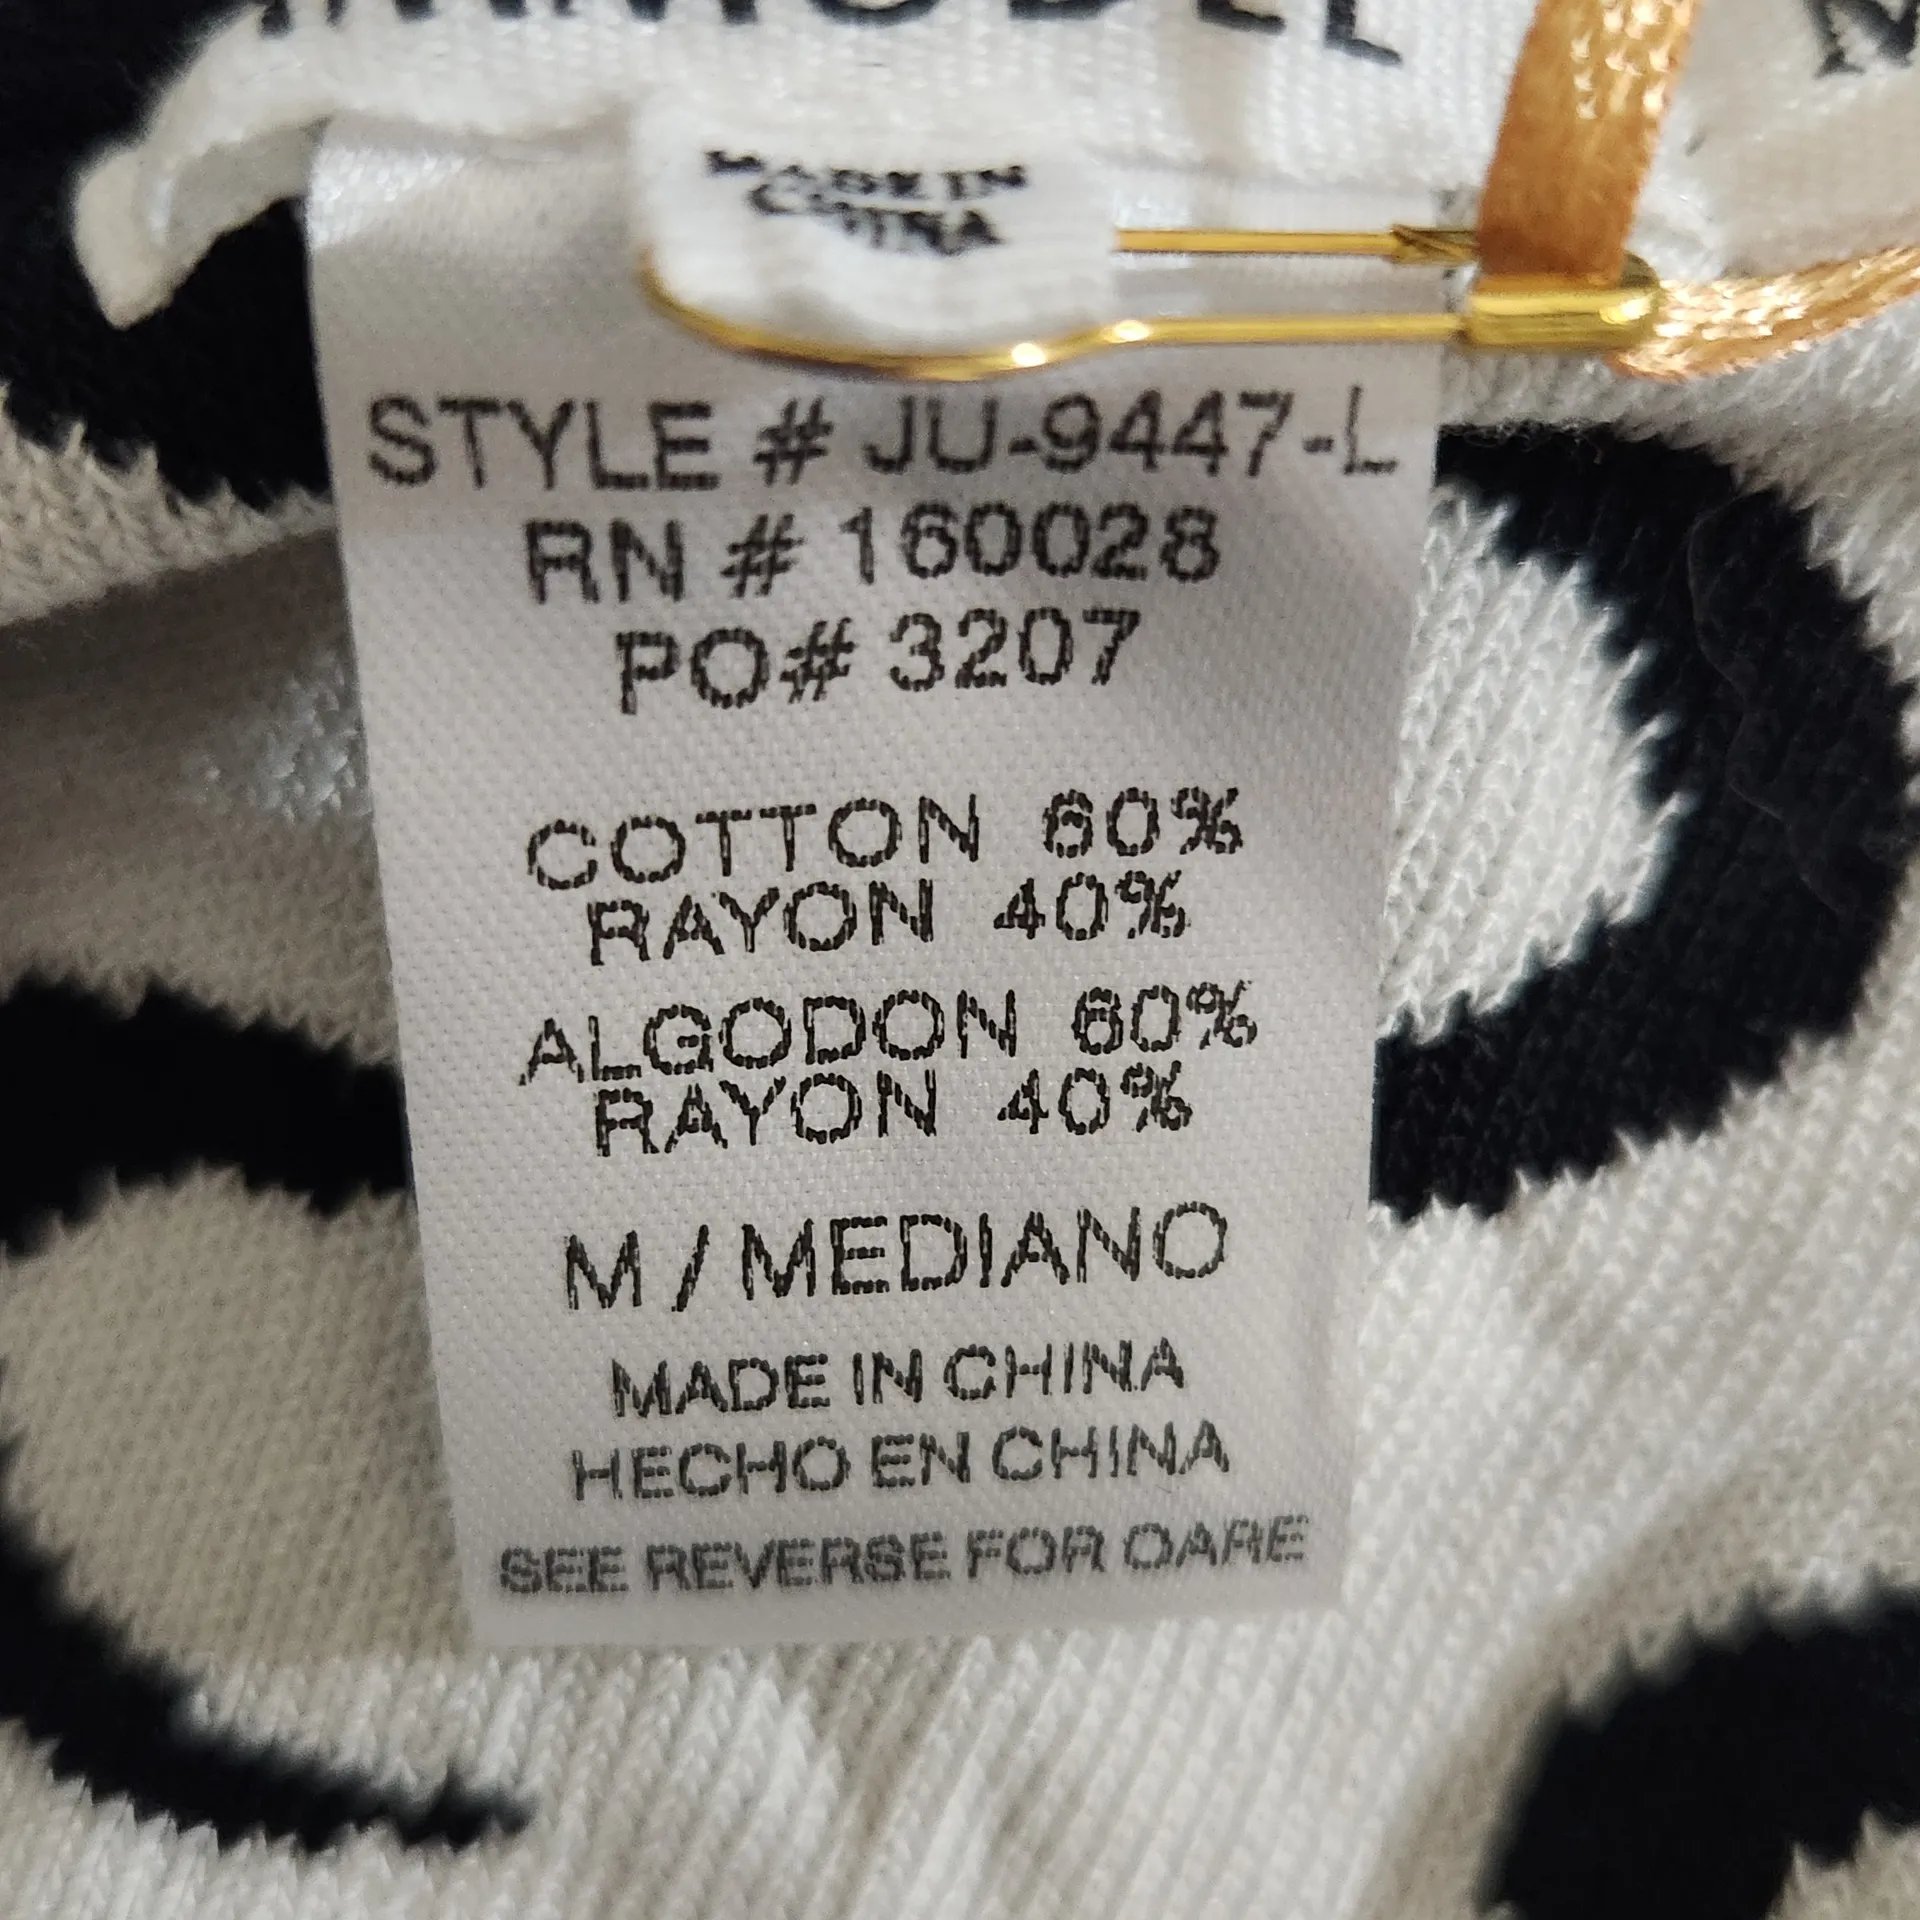 MADE IN
CHINA
STYLE # JU-9447-L
RN # 160028
PO# 3207
COTTON 60%
RAYON 40%
ALGODON 60%
RAYON 40%
M / MEDIANO
MADE IN CHINA
HECHO EN CHINA
SEE REVERSE FOR CARE